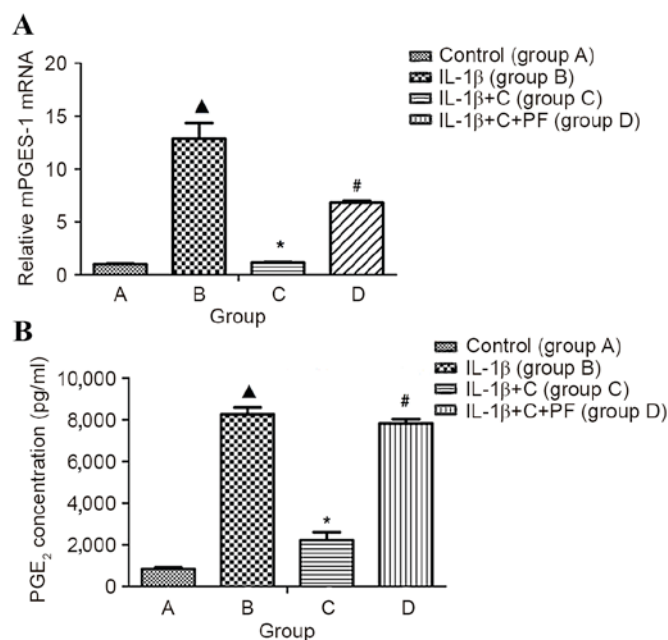 A
Control (group A)
IL-1β (group B)
IL-1β+C (group C)
IL-1β+C+PF (group D)
Relative mPGES-1 mRNA
20
15
10
5
0
▲
*
#
A B C D
Group
B
Control (group A)
IL-1β (group B)
IL-1β+C (group C)
IL-1β+C+PF (group D)
PGE₂ concentration (pg/ml)
10,000
8,000
6,000
4,000
2,000
0
▲
*
#
A B C D
Group